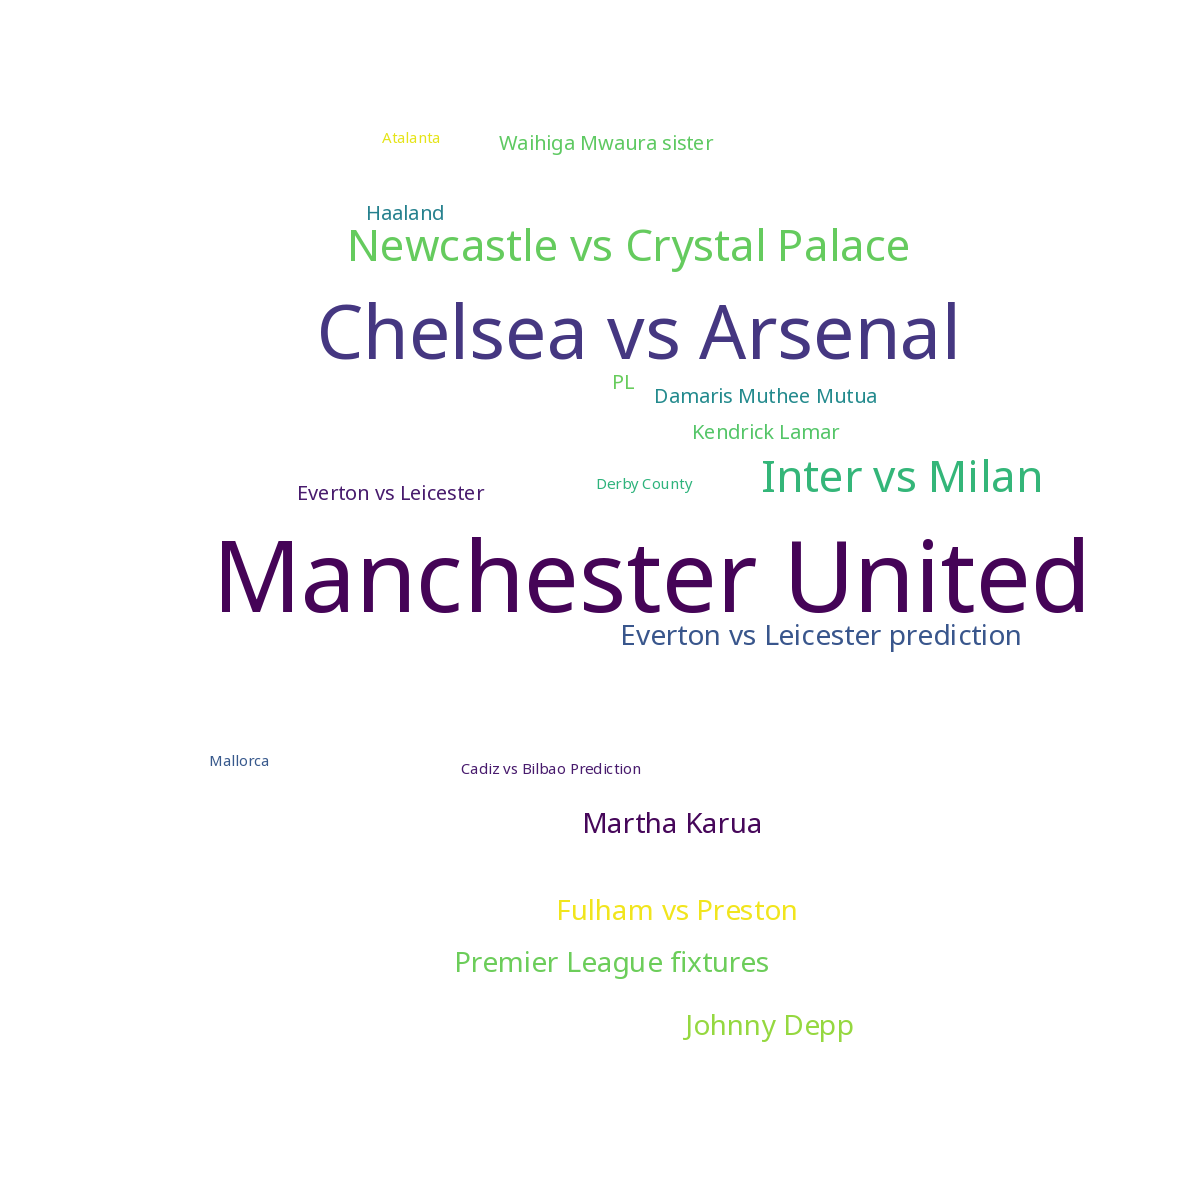 Atalanta
Waihiga Mwaura sister
Haaland
Newcastle vs Crystal Palace
Chelsea vs Arsenal
PL
Damaris Muthee Mutua
Kendrick Lamar
Inter vs Milan
Derby County
Everton vs Leicester
Manchester United
Everton vs Leicester prediction
Mallorca
Cadiz vs Bilbao Prediction
Martha Karua
Fulham vs Preston
Premier League fixtures
Johnny Depp